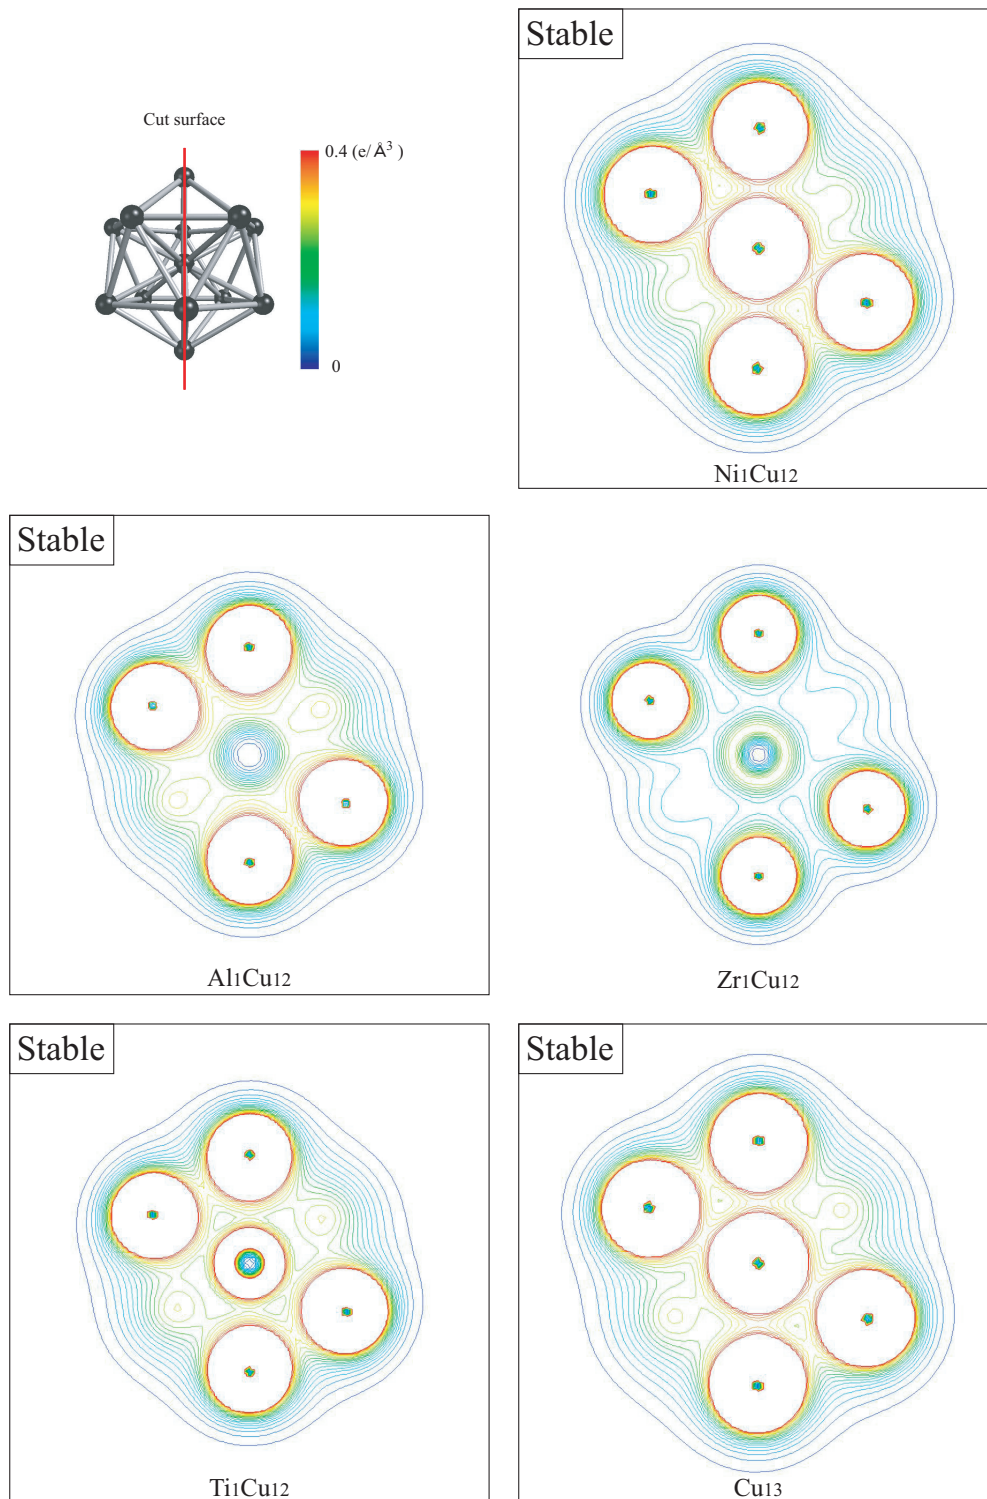 Stable
Cut surface
0.4 (e/Å³ )
0
Ni₁Cu₁₂
Stable
Al₁Cu₁₂
Zr₁Cu₁₂
Stable
Stable
Ti₁Cu₁₂
Cu₁₃